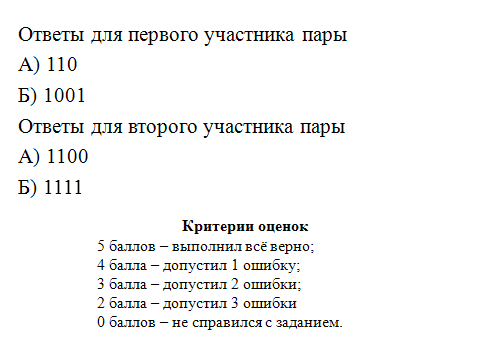 Ответы для первого участника пары
А) 110
Б) 1001
Ответы для второго участника пары
А) 1100
Б) 1111
Критерии оценок
5 баллов – выполнил всё верно;
4 балла – допустил 1 ошибку;
3 балла – допустил 2 ошибки;
2 балла – допустил 3 ошибки
0 баллов – не справился с заданием.